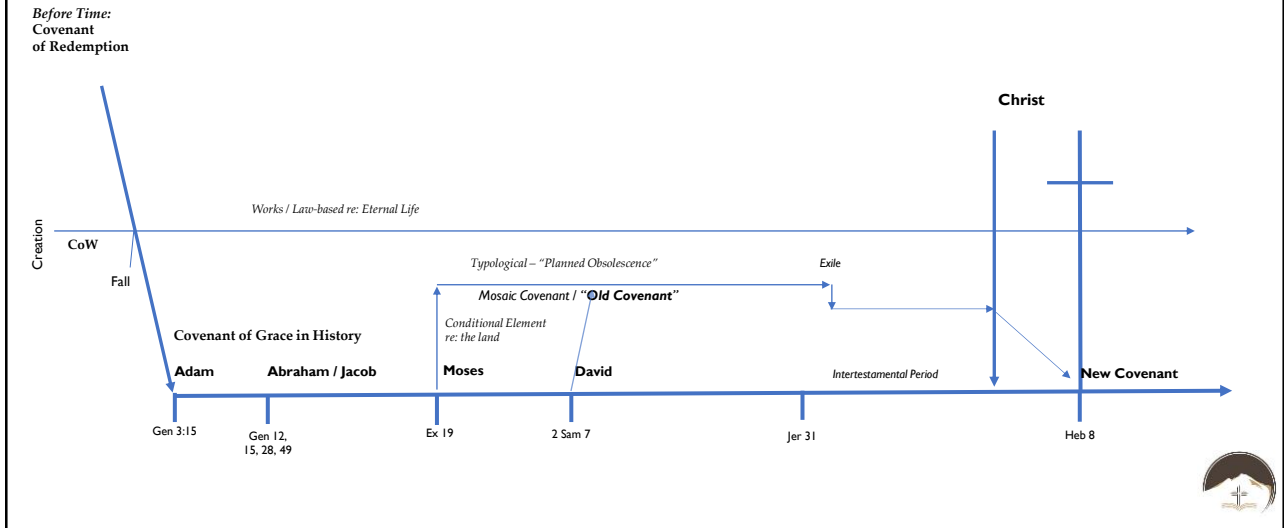 Before Time:
Covenant
of Redemption
Christ
Works / Law-based re: Eternal Life
Creation
CoW
Fall
Typological – “Planned Obsolescence”
Exile
Mosaic Covenant / “Old Covenant”
Conditional Element
re: the land
Covenant of Grace in History
Adam
Abraham / Jacob
Moses
David
Intertestamental Period
New Covenant
Gen 3:15
Gen 12,
15, 28, 49
Ex 19
2 Sam 7
Jer 31
Heb 8